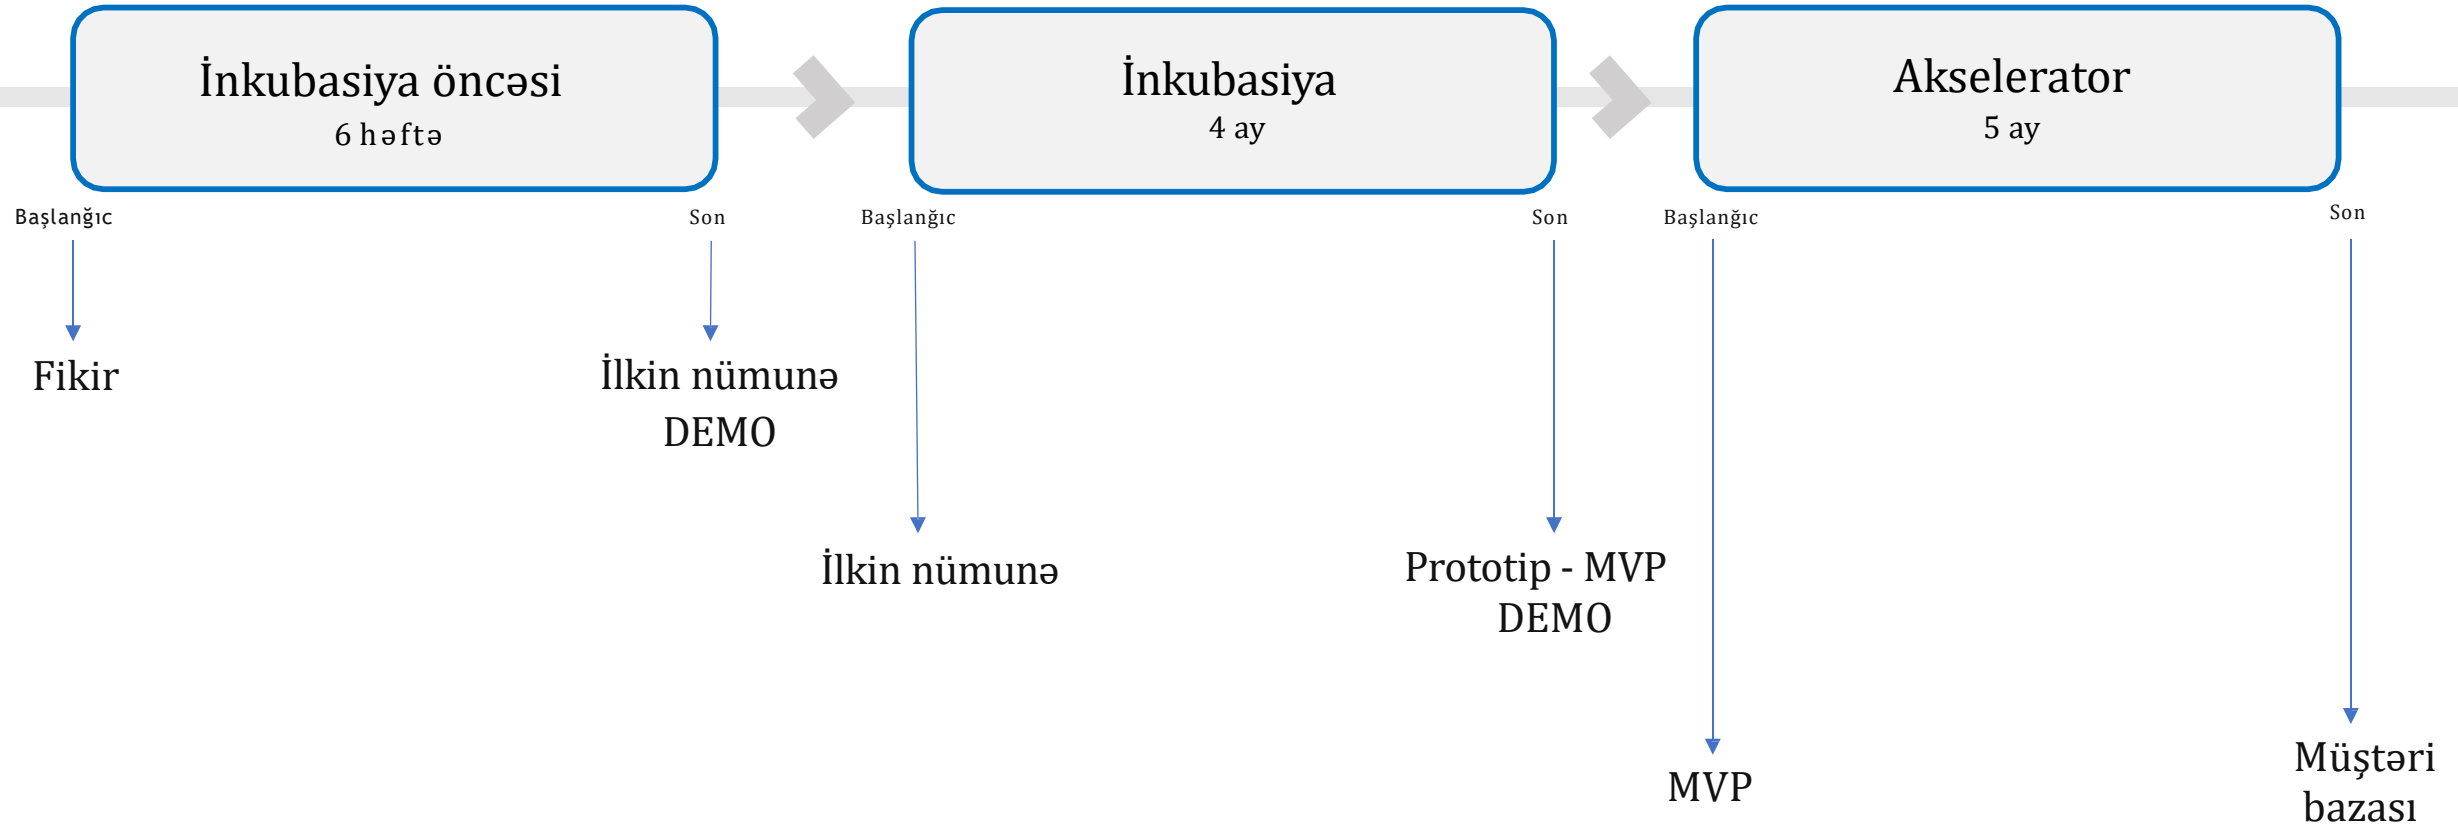 İnkubasiya öncəsi
6 həftə
İnkubasiya
4 ay
Akselerator
5 ay
Başlanğıc
Son
Başlanğıc
Son
Başlanğıc
Son
Fikir
İlkin nümunə
DEMO
İlkin nümunə
Prototip - MVP
DEMO
MVP
Müştəri
bazası